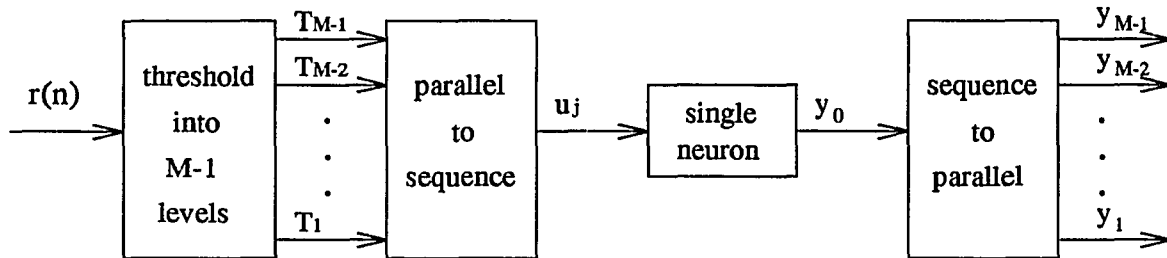 r(n)
threshold
into
M-1
levels
T_{M-1}
T_{M-2}
T_1
parallel
to
sequence
u_j
single
neuron
y_0
sequence
to
parallel
y_{M-1}
y_{M-2}
y_1